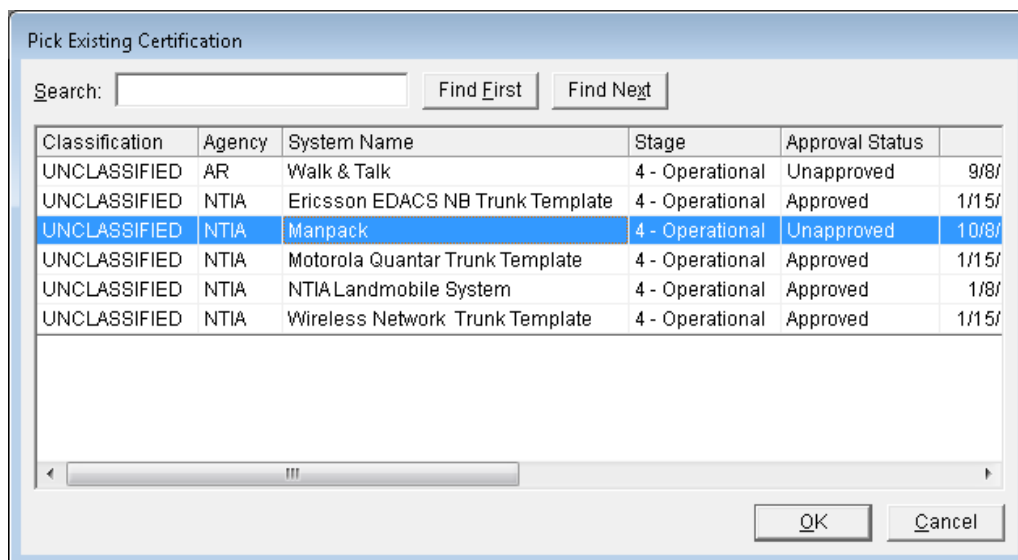 Pick Existing Certification
Search: Find First Find Next
Classification Agency System Name Stage Approval Status
UNCLASSIFIED AR Walk & Talk 4 - Operational Unapproved 9/8/
UNCLASSIFIED NTIA Ericsson EDACS NB Trunk Template 4 - Operational Approved 1/15/
UNCLASSIFIED NTIA Manpack 4 - Operational Unapproved 10/8/
UNCLASSIFIED NTIA Motorola Quantar Trunk Template 4 - Operational Approved 1/15/
UNCLASSIFIED NTIA NTIA Landmobile System 4 - Operational Approved 1/8/
UNCLASSIFIED NTIA Wireless Network Trunk Template 4 - Operational Approved 1/15/
OK Cancel